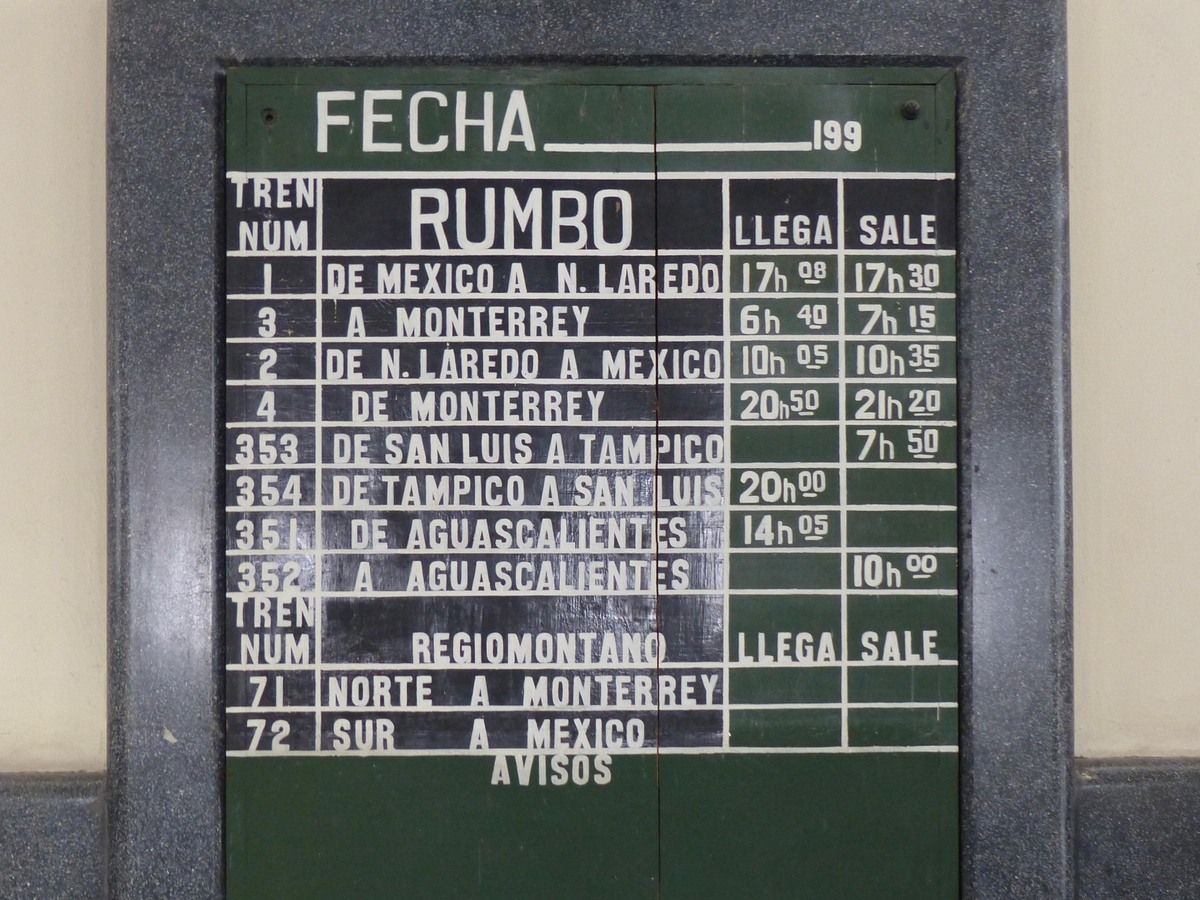 FECHA 199
TREN NUM RUMBO LLEGA SALE
1 DE MEXICO A N. LAREDO 17h 08 17h 30
3 A MONTERREY 6h 40 7h 15
2 DE N. LAREDO A MEXICO 10h 05 10h 35
4 DE MONTERREY 20h 50 21h 20
353 DE SAN LUIS A TAMPICO 7h 50
354 DE TAMPICO A SAN LUIS 20h 00
351 DE AGUASCALIENTES 14h 05
352 A AGUASCALIENTES 10h 00
TREN NUM REGIOMONTANO LLEGA SALE
71 NORTE A MONTERREY
72 SUR A MEXICO
AVISOS